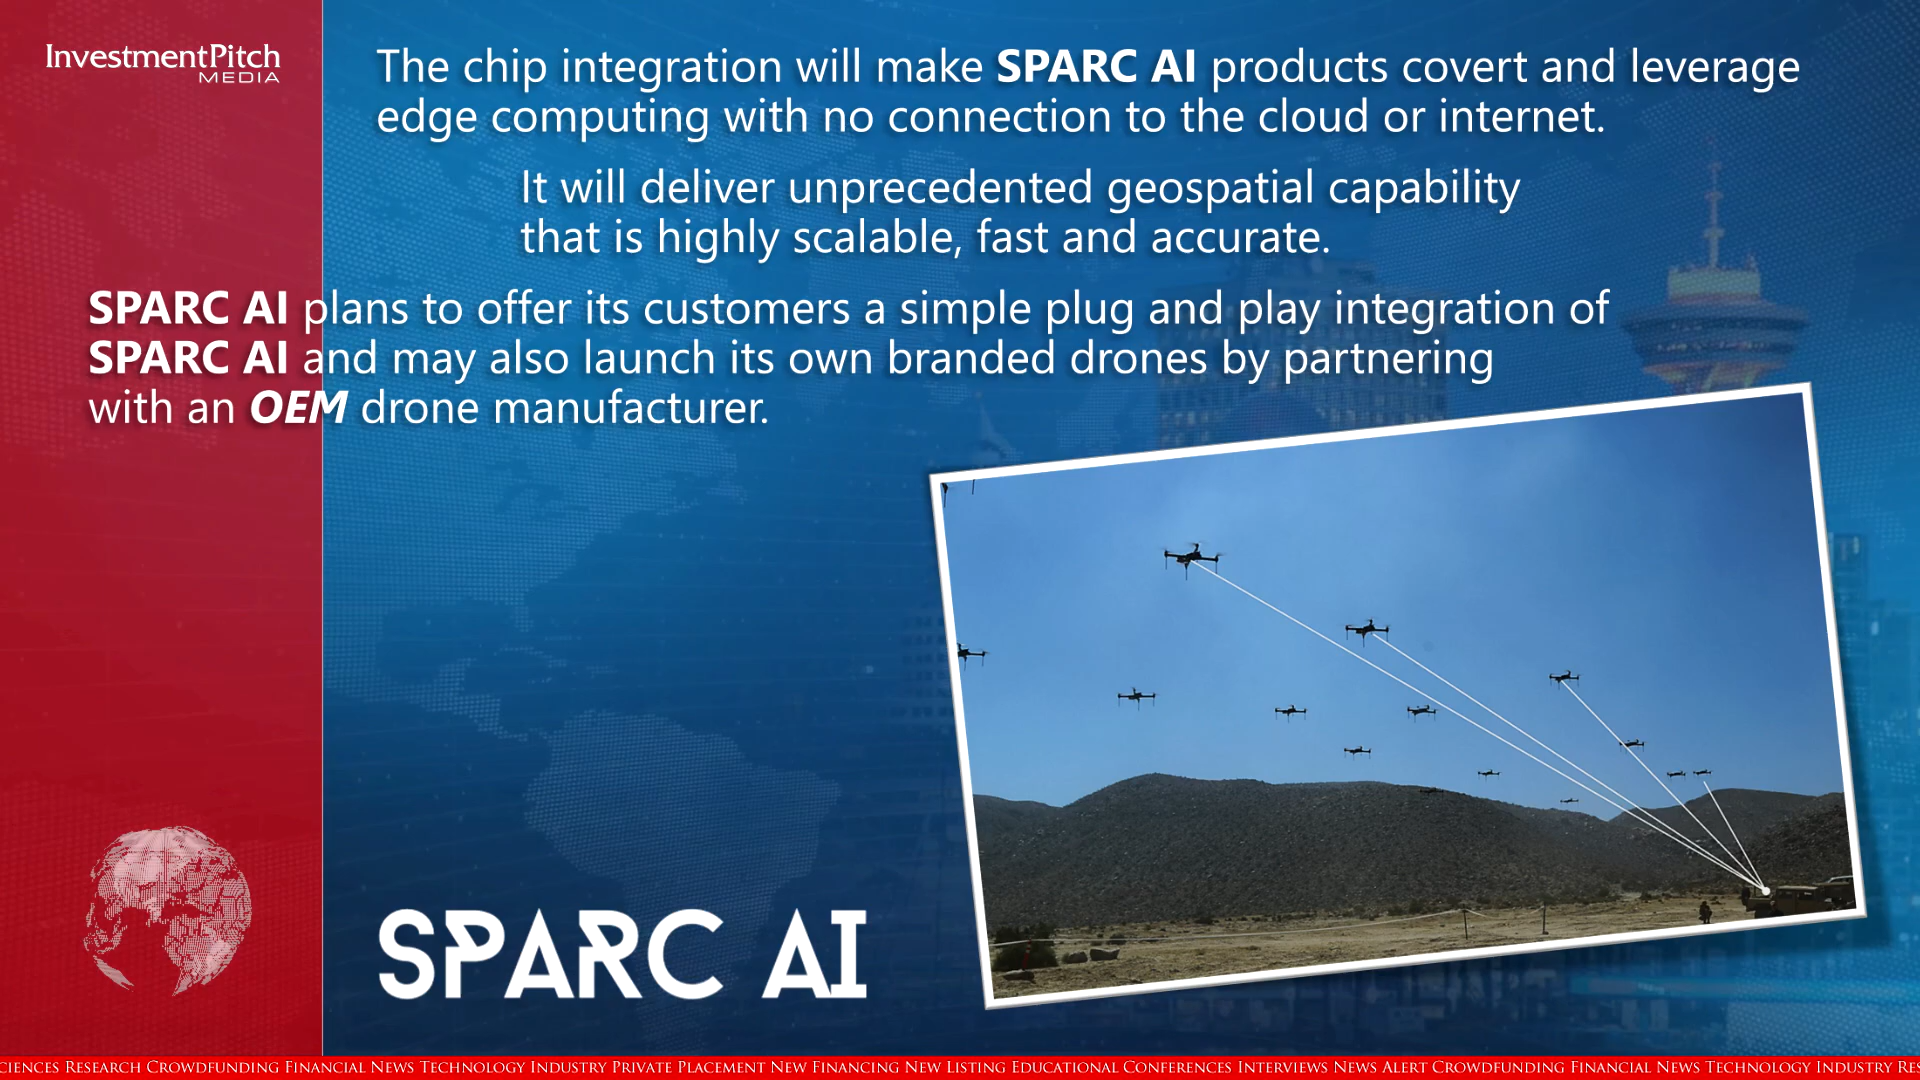 InvestmentPitch
MEDIA
The chip integration will make SPARC AI products covert and leverage
edge computing with no connection to the cloud or internet.
It will deliver unprecedented geospatial capability
that is highly scalable, fast and accurate.
SPARC AI plans to offer its customers a simple plug and play integration of
SPARC AI and may also launch its own branded drones by partnering
with an OEM drone manufacturer.
SPARC AI
CIENCES RESEARCH CROWDFUNDING FINANCIAL NEWS TECHNOLOGY INDUSTRY PRIVATE PLACEMENT NEW FINANCING NEW LISTING EDUCATIONAL CONFERENCES INTERVIEWS NEWS ALERT CROWDFUNDING FINANCIAL NEWS TECHNOLOGY INDUSTRY RES